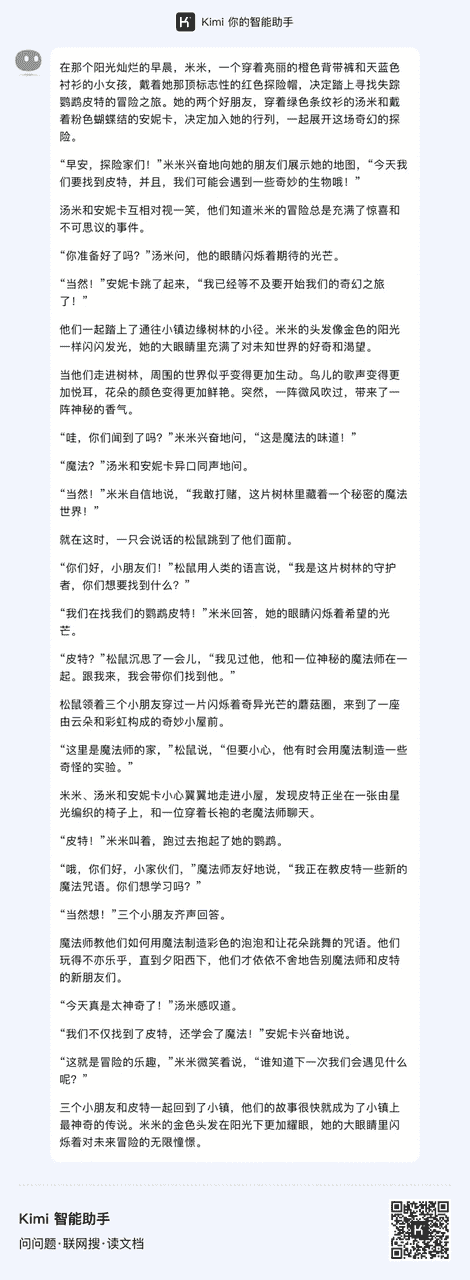 Kimi 你的智能助手
在那个阳光灿烂的早晨，米米，一个穿着亮丽的橙色背带裤和天蓝色
衬衫的小女孩，戴着她那顶标志性的红色探险帽，决定踏上寻找失踪
鹦鹉皮特的冒险之旅。她的两个好朋友，穿着绿色条纹衫的汤米和戴
着粉色蝴蝶结的安妮卡，决定加入她的行列，一起展开这场奇幻的探
险。
“早安，探险家们！”米米兴奋地向她的朋友们展示她的地图，“今天我
们要找到皮特，并且，我们可能会遇到一些奇妙的生物哦！”
汤米和安妮卡互相对视一笑，他们知道米米的冒险总是充满了惊喜和
不可思议的事件。
“你准备好了吗？”汤米问，他的眼睛闪烁着期待的光芒。
“当然！”安妮卡跳了起来，“我已经等不及要开始我们的奇幻之旅
了！”
他们一起踏上了通往小镇边缘树林的小径。米米的头发像金色的阳光
一样闪闪发光，她的大眼睛里充满了对未知世界的好奇和渴望。
当他们走进树林，周围的世界似乎变得更加生动。鸟儿的歌声变得更
加悦耳，花朵的颜色变得更加鲜艳。突然，一阵微风吹过，带来了一
阵神秘的香气。
“哇，你们闻到了吗？”米米兴奋地问，“这是魔法的味道！”
“魔法？”汤米和安妮卡异口同声地问。
“当然！”米米自信地说，“我敢打赌，这片树林里藏着一个秘密的魔法
世界！”
就在这时，一只会说话的松鼠跳到了他们面前。
“你们好，小朋友们！”松鼠用人类的语言说，“我是这片树林的守护
者，你们想要找到什么？”
“我们在找我们的鹦鹉皮特！”米米回答，她的眼睛闪烁着希望的光
芒。
“皮特？”松鼠沉思了一会儿，“我见过他，他和一位神秘的魔法师在一
起。跟我来，我会带你们找到他。”
松鼠领着三个小朋友穿过一片闪烁着奇异光芒的蘑菇圈，来到了一座
由云朵和彩虹构成的奇妙小屋前。
“这里是魔法师的家，”松鼠说，“但要小心，他有时会用魔法制造一些
奇怪的实验。”
米米、汤米和安妮卡小心翼翼地走进小屋，发现皮特正坐在一张由星
光编织的椅子上，和一位穿着长袍的老魔法师聊天。
“皮特！”米米叫着，跑过去抱起了她的鹦鹉。
“哦，你们好，小家伙们，”魔法师友好地说，“我正在教皮特一些新的
魔法咒语。你们想学习吗？”
“当然想！”三个小朋友齐声回答。
魔法师教他们如何用魔法制造彩色的泡泡和让花朵跳舞的咒语。他们
玩得不亦乐乎，直到夕阳西下，他们才依依不舍地告别魔法师和皮特
的新朋友们。
“今天真是太神奇了！”汤米感叹道。
“我们不仅找到了皮特，还学会了魔法！”安妮卡兴奋地说。
“这就是冒险的乐趣，”米米微笑着说，“谁知道下一次我们会遇见什么
呢？”
三个小朋友和皮特一起回到了小镇，他们的故事很快就成为了小镇上
最神奇的传说。米米的金色头发在阳光下更加耀眼，她的大眼睛里闪
烁着对未来冒险的无限憧憬。
Kimi 智能助手
问问题·联网搜·读文档